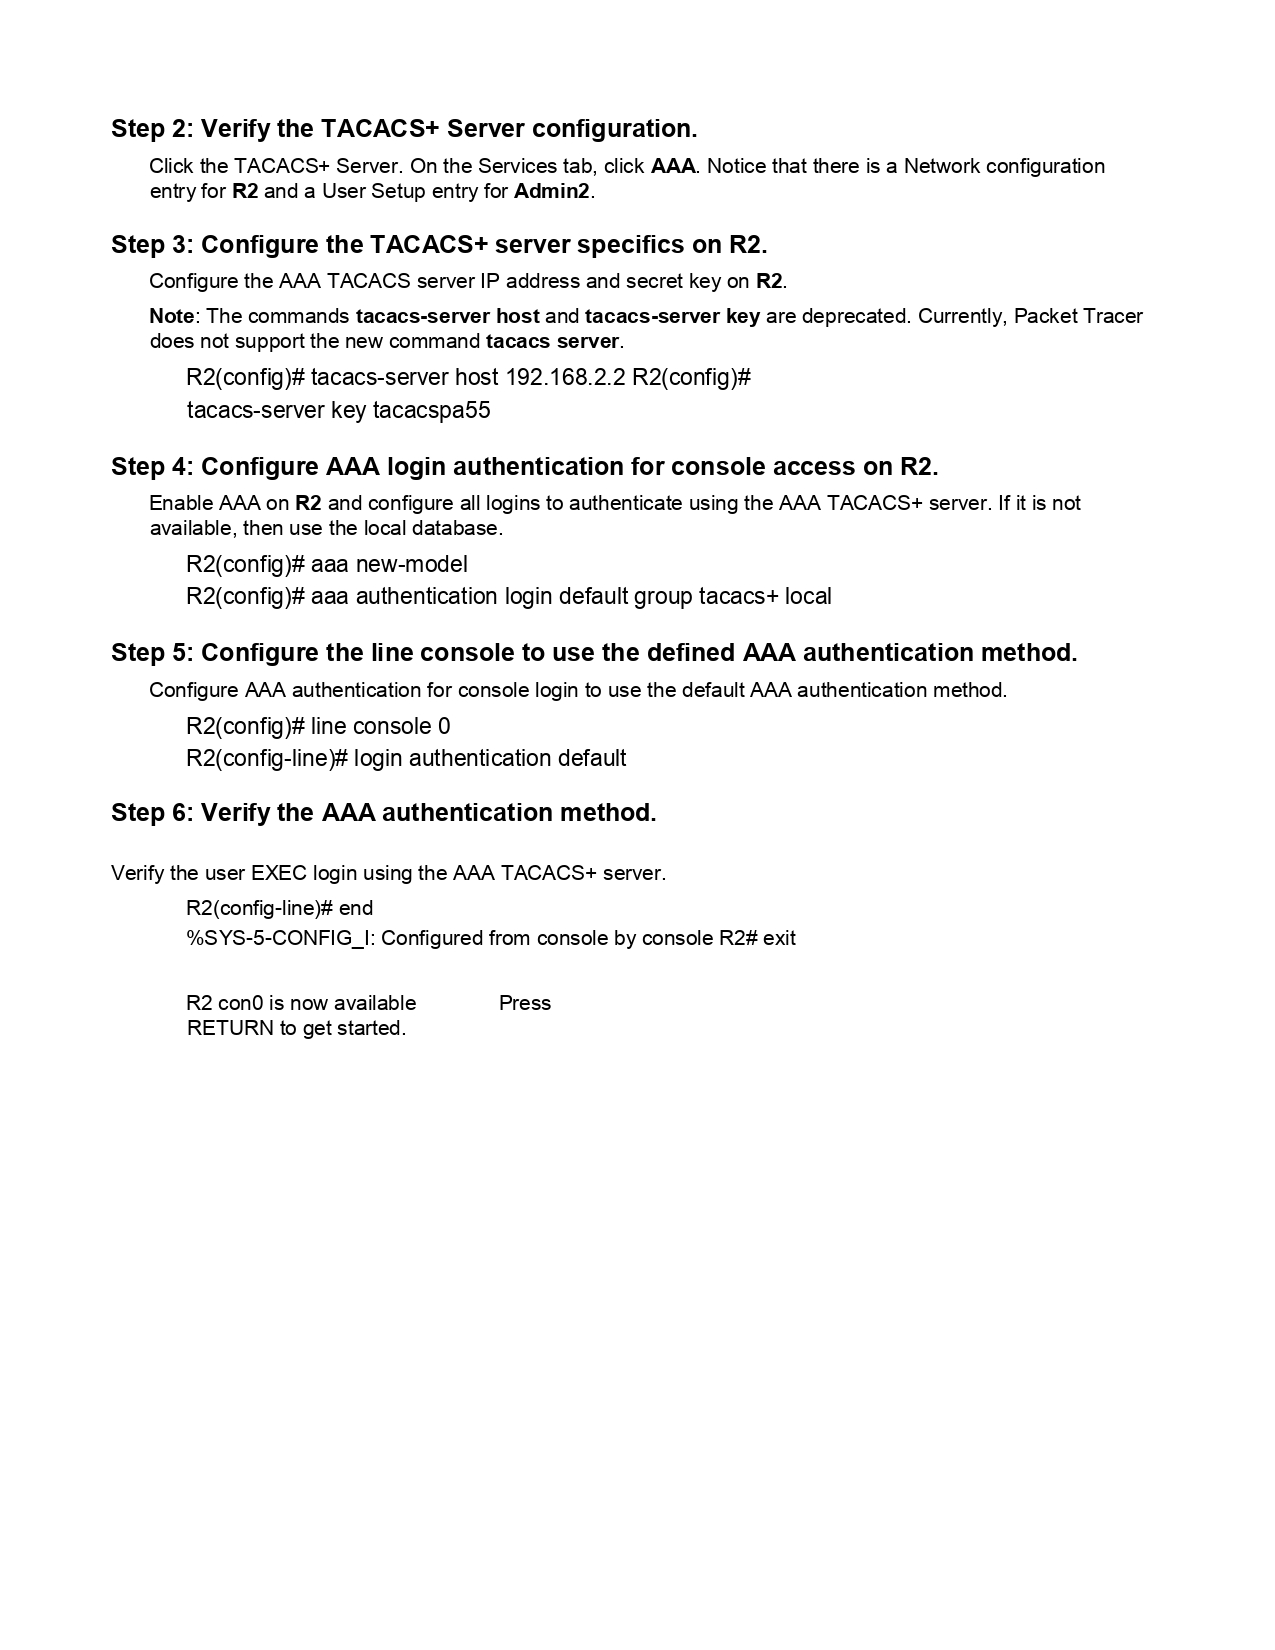 Step 2: Verify the TACACS+ Server configuration.
Click the TACACS+ Server. On the Services tab, click AAA. Notice that there is a Network configuration
entry for R2 and a User Setup entry for Admin2.
Step 3: Configure the TACACS+ server specifics on R2.
Configure the AAA TACACS server IP address and secret key on R2.
Note: The commands tacacs-server host and tacacs-server key are deprecated. Currently, Packet Tracer
does not support the new command tacacs server.
R2(config)# tacacs-server host 192.168.2.2 R2(config)#
tacacs-server key tacacspa55
Step 4: Configure AAA login authentication for console access on R2.
Enable AAA on R2 and configure all logins to authenticate using the AAA TACACS+ server. If it is not
available, then use the local database.
R2(config)# aaa new-model
R2(config)# aaa authentication login default group tacacs+ local
Step 5: Configure the line console to use the defined AAA authentication method.
Configure AAA authentication for console login to use the default AAA authentication method.
R2(config)# line console 0
R2(config-line)# login authentication default
Step 6: Verify the AAA authentication method.
Verify the user EXEC login using the AAA TACACS+ server.
R2(config-line)# end
%SYS-5-CONFIG_I: Configured from console by console R2# exit
R2 con0 is now available Press
RETURN to get started.